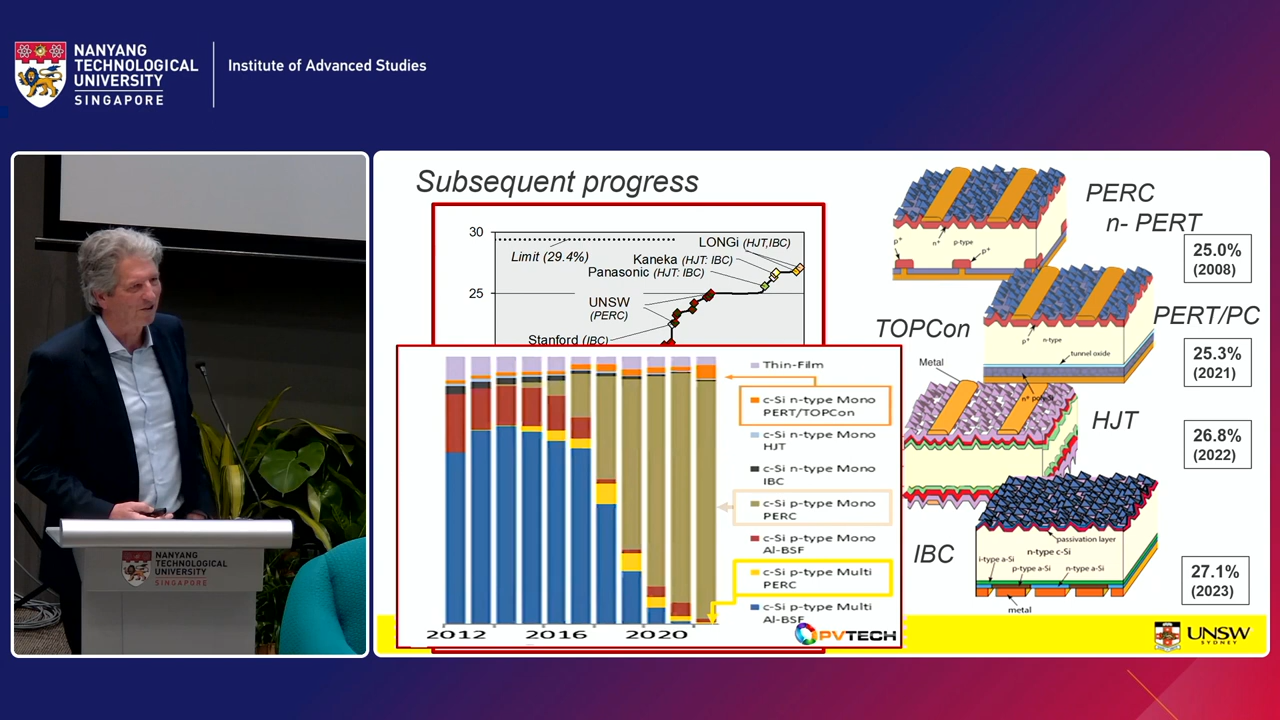 NANYANG
TECHNOLOGICAL
UNIVERSITY
SINGAPORE
Institute of Advanced Studies
NANYANG
TECHNOLOGICAL
UNIVERSITY
SINGAPORE
Subsequent progress
30
25
Limit (29.4%)
LONGi (HJT,IBC)
Kaneka (HJT: IBC)
Panasonic (HJT: IBC)
UNSW
(PERC)
Stanford (IBC)
Thin-Film
c-Si n-type Mono
PERT/TOPCon
c-Si n-type Mono
HJT
c-Si n-type Mono
IBC
c-Si p-type Mono
PERC
c-Si p-type Mono
Al-BSF
c-Si p-type Multi
PERC
c-Si p-type Multi
Al-BSF
2012
2016
2020
PVTECH
PERC
n- PERT
p+
n+
p-type
p+
25.0%
(2008)
TOPCon
PERT/PC
p+
n-type
tunnel oxide
25.3%
(2021)
Metal
HJT
26.8%
(2022)
IBC
passivation layer
n-type c-Si
i-type a-Si
p-type a-Si
n-type a-Si
metal
27.1%
(2023)
UNSW
SYDNEY